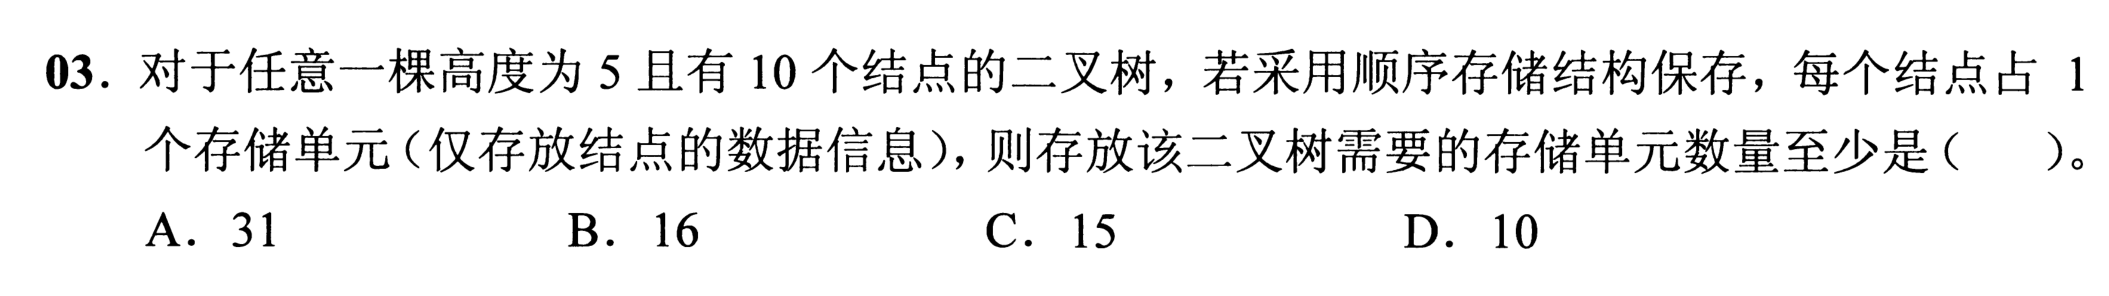 03. 对于任意一棵高度为 5 且有 10 个结点的二叉树，若采用顺序存储结构保存，每个结点占 1
个存储单元（仅存放结点的数据信息），则存放该二叉树需要的存储单元数量至少是（　　）。
A. 31 B. 16 C. 15 D. 10